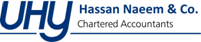 UHY Hassan Naeem & Co.
Chartered Accountants